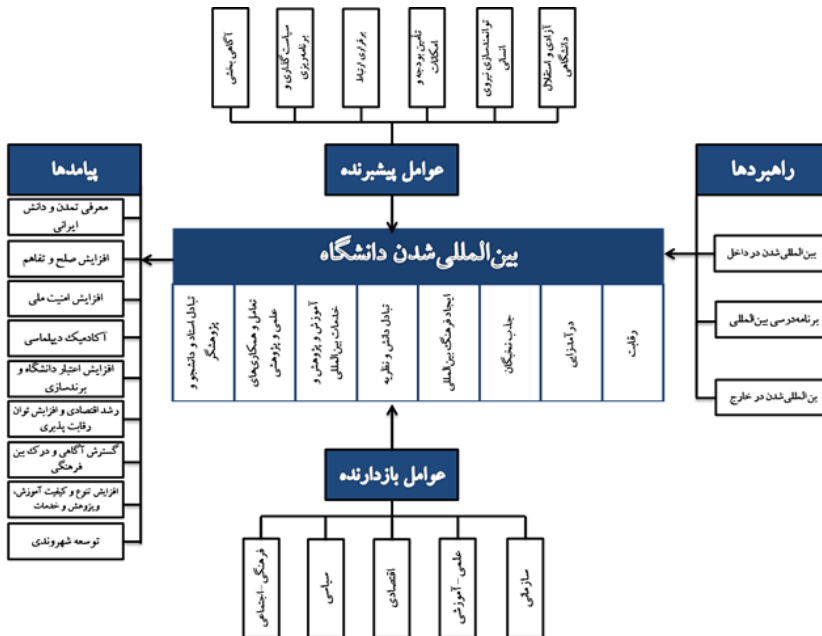 آزادی و استقلال
دانشگاهی
توانمندسازی نیروی
انسانی
تأمین بودجه و
امکانات
برقراری ارتباط
سیاست گذاری و
برنامه‌ریزی
آگاهی بخشی
عوامل پیشبرنده
راهبردها
بین‌المللی‌شدن در داخل
برنامه‌درسی بین‌المللی
ین‌المللی‌شدن در خارج
بین‌المللی‌شدن دانشگاه
رقابت
درآمدزایی
جذب نخبگان
ایجاد فرهنگ بین‌المللی
تبادل دانش و نظریه
آموزش و پژوهش و
خدمات بین‌المللی
تعامل و همکاری‌های
علمی و پژوهشی
تبادل استاد و دانشجو و
پژوهشگر
پیامدها
معرفی تمدن و دانش
ایرانی
افزایش صلح و تفاهم
افزایش امنیت ملی
آکادمیک دیپلماسی
افزایش اعتبار دانشگاه و
برندسازی
رشد اقتصادی و افزایش توان
رقابت پذیری
گسترش آگاهی و درک بین
فرهنگی
افزایش تنوع و کیفیت آموزش،
وپژوهش و خدمات
توسعه شهروندی
عوامل بازدارنده
سازمانی
علمی - آموزشی
اقتصادی
سیاسی
فرهنگی-اجتماعی